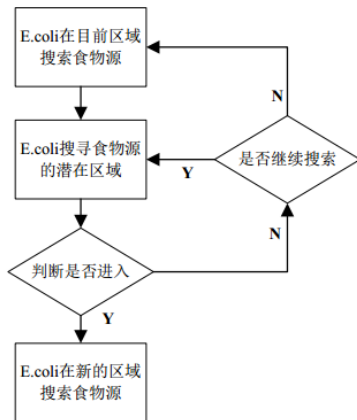 E.coli在目前区域
搜索食物源
N
E.coli搜寻食物源
的潜在区域
Y
是否继续搜索
N
判断是否进入
Y
E.coli在新的区域
搜索食物源